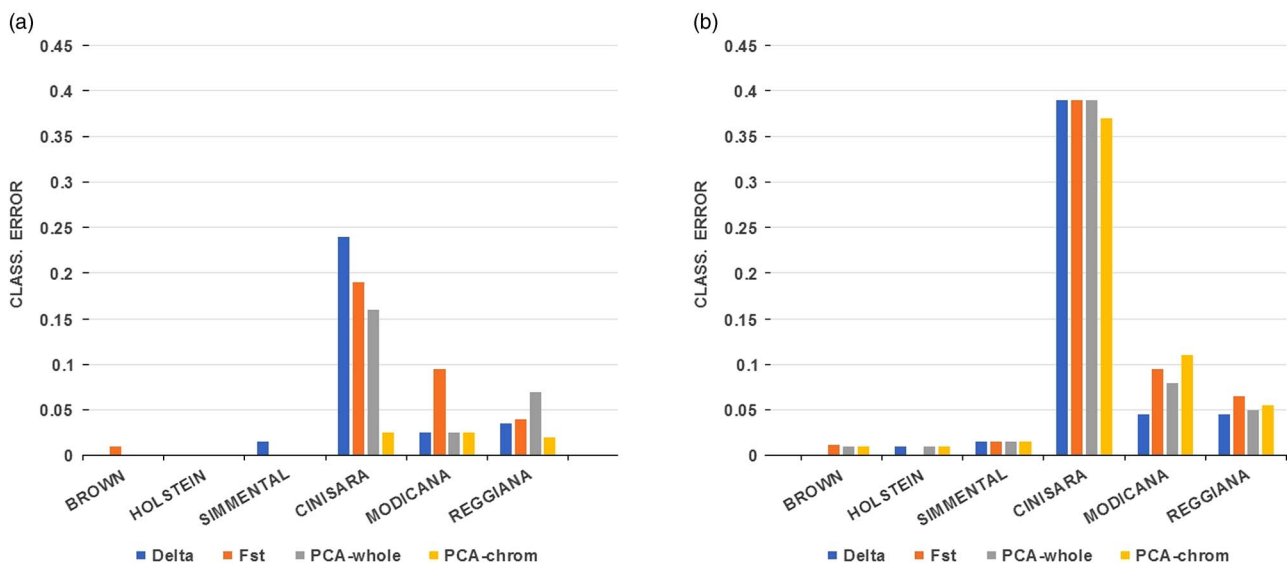 (a)
0.45
0.4
0.35
0.3
0.25
0.2
0.15
0.1
0.05
0
CLASS. ERROR
BROWN
HOLSTEIN
SIMMENTAL
CINISARA
MODICANA
REGGIANA
Delta Fst PCA-whole PCA-chrom
(b)
0.45
0.4
0.35
0.3
0.25
0.2
0.15
0.1
0.05
0
CLASS. ERROR
BROWN
HOLSTEIN
SIMMENTAL
CINISARA
MODICANA
REGGIANA
Delta Fst PCA-whole PCA-chrom